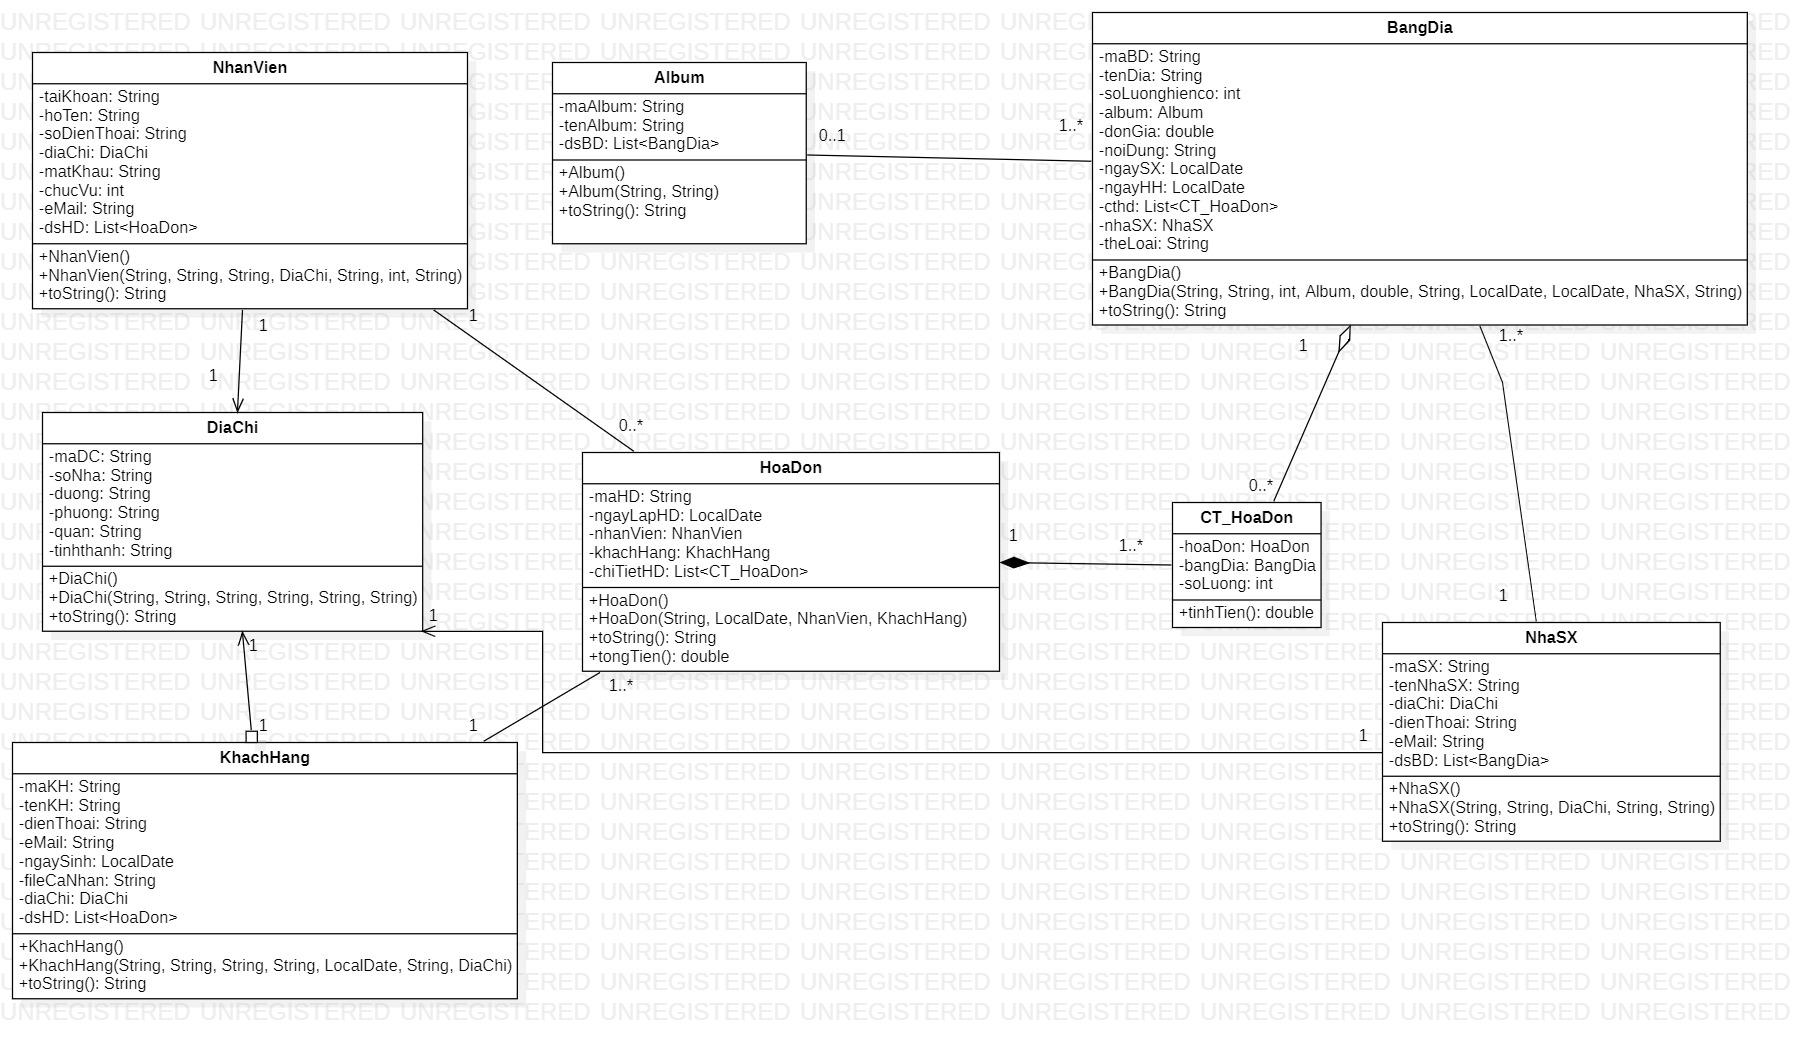 NhanVien
-taiKhoan: String
-hoTen: String
-soDienThoai: String
-diaChi: DiaChi
-matKhau: String
-chucVu: int
-eMail: String
-dsHD: List<HoaDon>
+NhanVien()
+NhanVien(String, String, String, DiaChi, String, int, String)
+toString(): String
Album
-maAlbum: String
-tenAlbum: String
-dsBD: List<BangDia>
+Album()
+Album(String, String)
+toString(): String
0..1
1..*
BangDia
-maBD: String
-tenDia: String
-soLuonghienco: int
-album: Album
-donGia: double
-noiDung: String
-ngaySX: LocalDate
-ngayHH: LocalDate
-cthd: List<CT_HoaDon>
-nhaSX: NhaSX
-theLoai: String
+BangDia()
+BangDia(String, String, int, Album, double, String, LocalDate, LocalDate, NhaSX, String)
+toString(): String
1
1
1
0..*
1
0..*
1..*
1
DiaChi
-maDC: String
-soNha: String
-duong: String
-phuong: String
-quan: String
-tinhthanh: String
+DiaChi()
+DiaChi(String, String, String, String, String, String)
+toString(): String
1
1
1
HoaDon
-maHD: String
-ngayLapHD: LocalDate
-nhanVien: NhanVien
-khachHang: KhachHang
-chiTietHD: List<CT_HoaDon>
+HoaDon()
+HoaDon(String, LocalDate, NhanVien, KhachHang)
+toString(): String
+tongTien(): double
1
1..*
CT_HoaDon
-hoaDon: HoaDon
-bangDia: BangDia
-soLuong: int
+tinhTien(): double
1..*
1
1
NhaSX
-maSX: String
-tenNhaSX: String
-diaChi: DiaChi
-dienThoai: String
-eMail: String
-dsBD: List<BangDia>
+NhaSX()
+NhaSX(String, String, DiaChi, String, String)
+toString(): String
KhachHang
-maKH: String
-tenKH: String
-dienThoai: String
-eMail: String
-ngaySinh: LocalDate
-fileCaNhan: String
-diaChi: DiaChi
-dsHD: List<HoaDon>
+KhachHang()
+KhachHang(String, String, String, String, LocalDate, String, DiaChi)
+toString(): String
UNREGISTERED UNREGISTERED UNREGISTERED UNREGISTERED UNREGISTERED UNREGISTERED UNREGISTERED UNREGISTERED UNREGISTERED